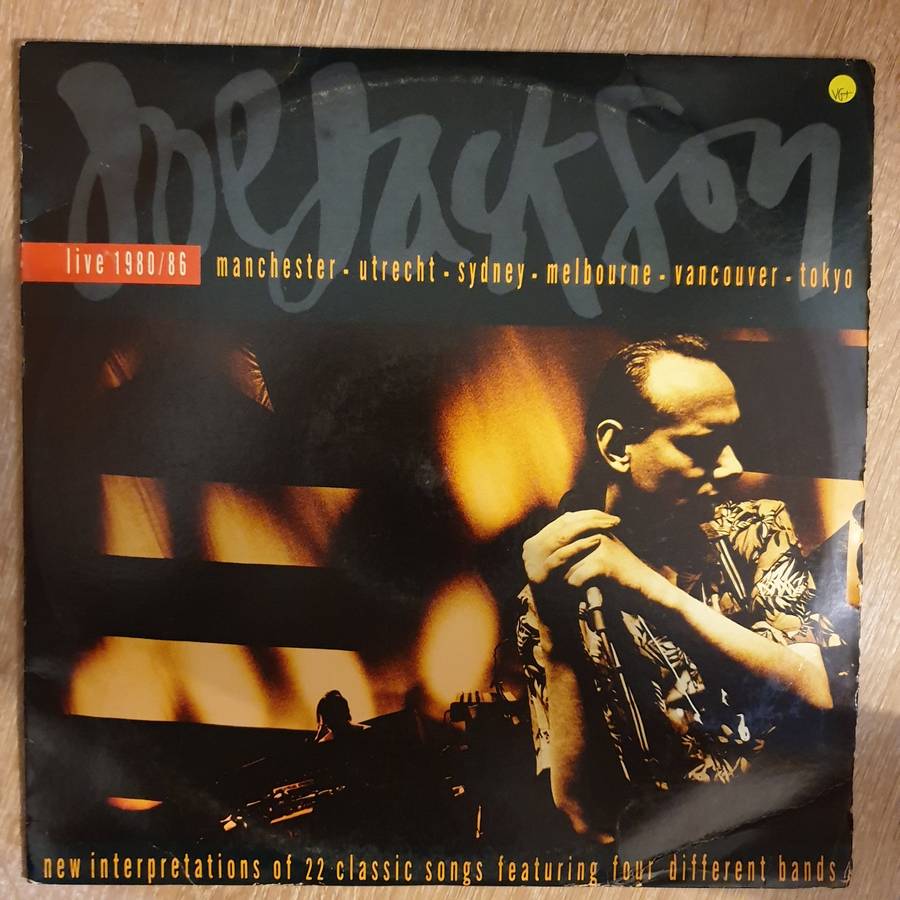 Joe Jackson
VG+
live 1980/86
manchester - utrecht - sydney - melbourne - vancouver - tokyo
new interpretations of 22 classic songs featuring four different bands